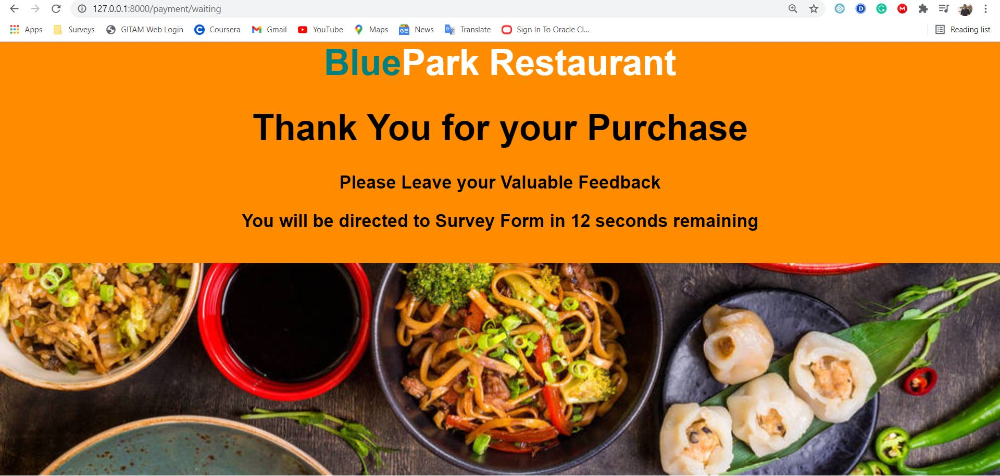 127.0.0.1:8000/payment/waiting
Apps Surveys GITAM Web Login Coursera Gmail YouTube Maps News Translate Sign In To Oracle Cl... Reading list
BluePark Restaurant
Thank You for your Purchase
Please Leave your Valuable Feedback
You will be directed to Survey Form in 12 seconds remaining